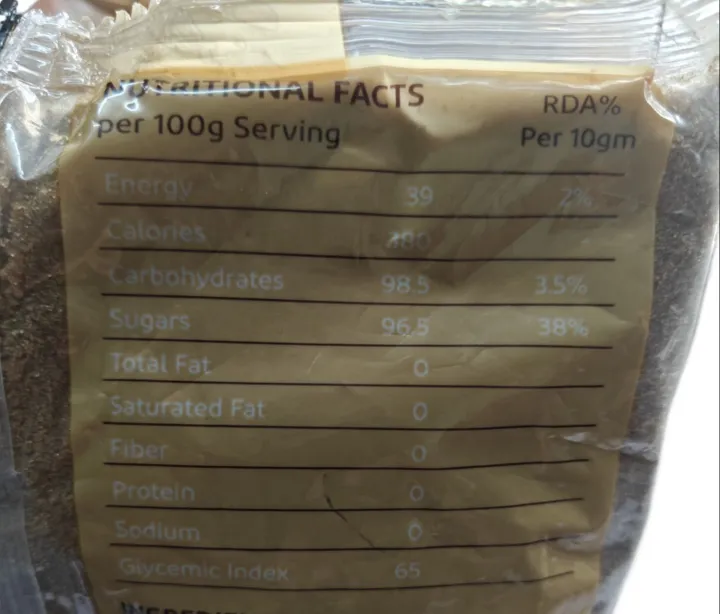 NUTRITIONAL FACTS RDA%
per 100g Serving Per 10gm
Energy 39 2%
Calories 380
Carbohydrates 98.5 3.5%
Sugars 96.5 38%
Total Fat 0
Saturated Fat 0
Fiber 0
Protein 0
Sodium 0
Glycemic Index 65